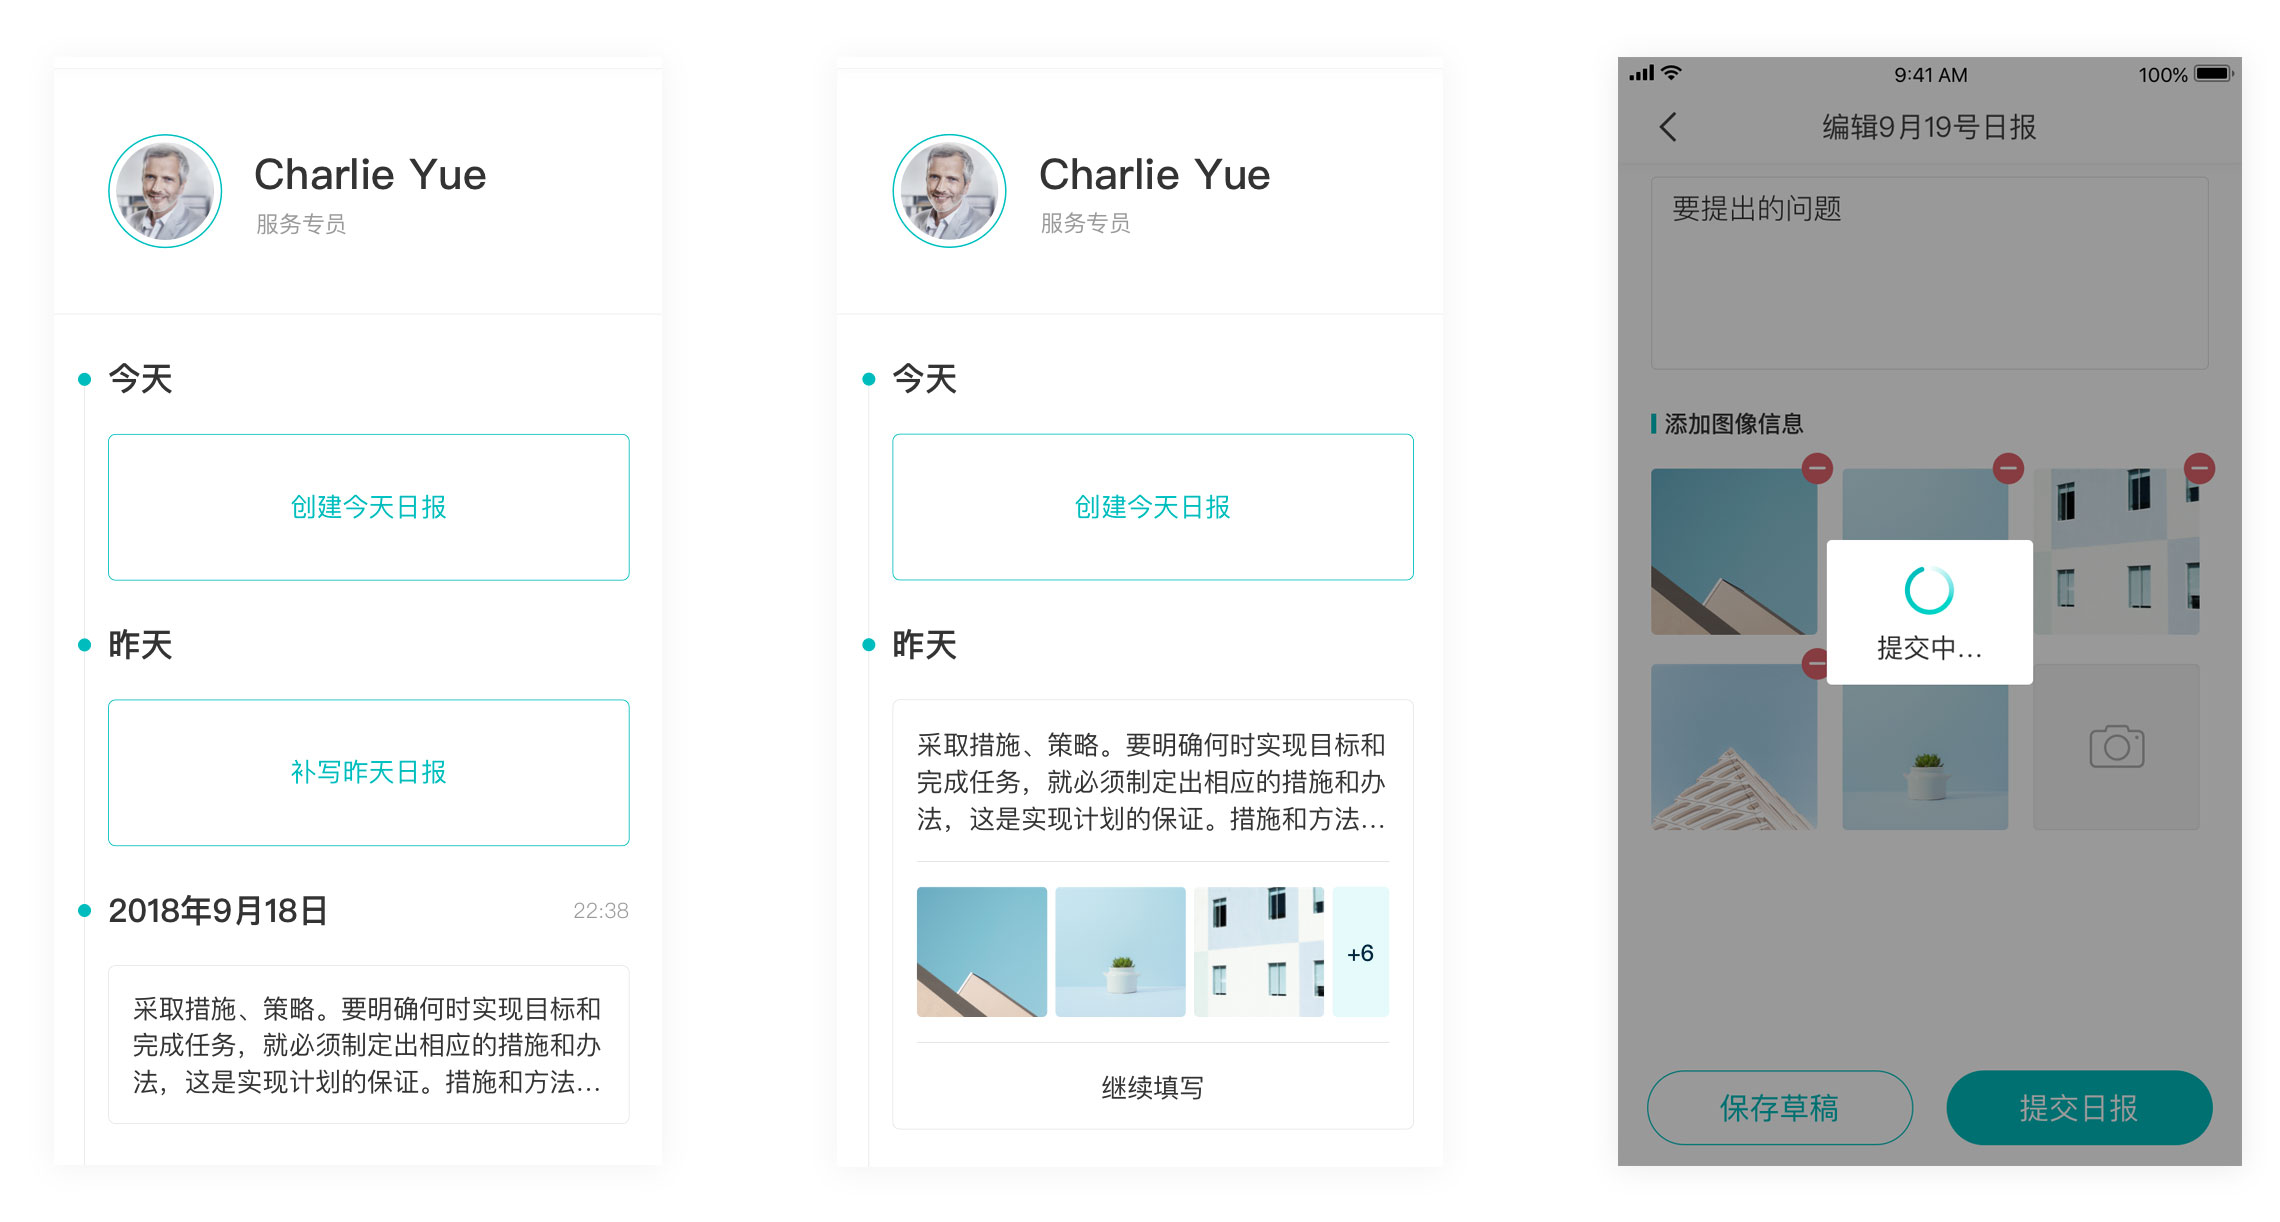 Charlie Yue
服务专员
今天
创建今天日报
昨天
补写昨天日报
2018年9月18日
22:38
采取措施、策略。要明确何时实现目标和
完成任务，就必须制定出相应的措施和办
法，这是实现计划的保证。措施和方法...
Charlie Yue
服务专员
今天
创建今天日报
昨天
采取措施、策略。要明确何时实现目标和
完成任务，就必须制定出相应的措施和办
法，这是实现计划的保证。措施和方法...
+6
继续填写
9:41 AM
100%
编辑9月19号日报
要提出的问题
添加图像信息
提交中...
保存草稿
提交日报